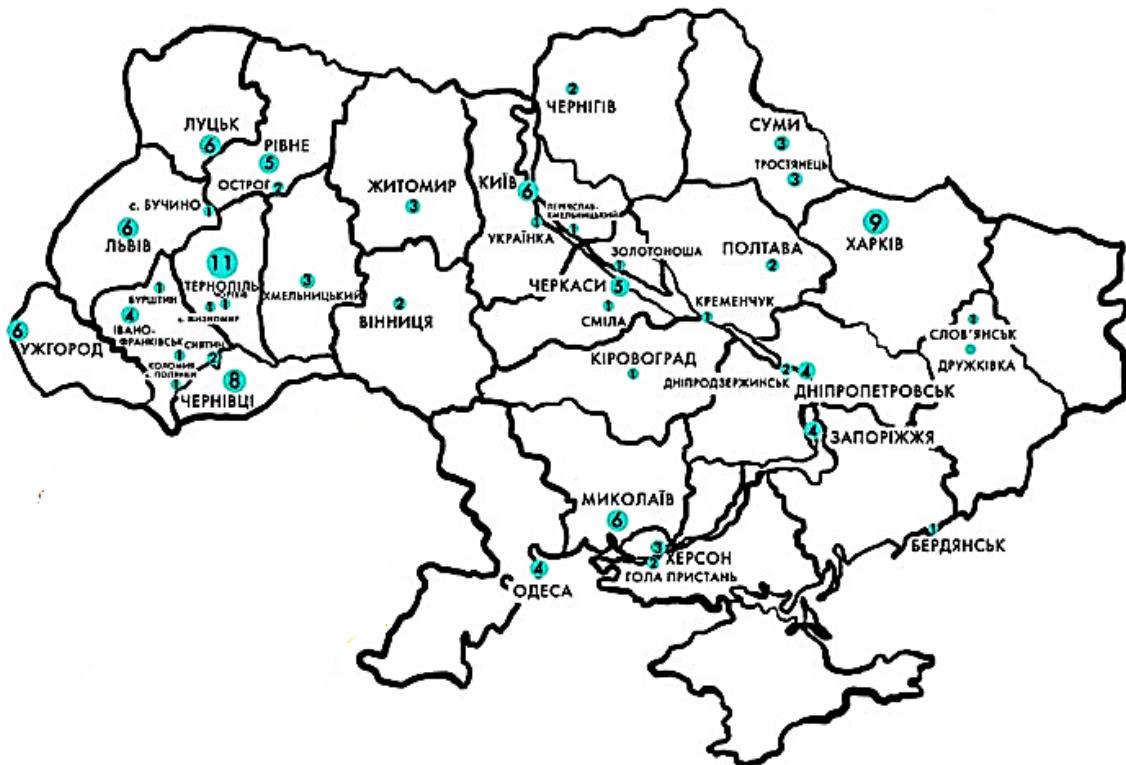 2
ЧЕРНІГІВ
ЛУЦЬК
6
РІВНЕ
5
ОСТРОГ 2
СУМИ
3
ТРОСТЯНЕЦЬ
3
ЖИТОМИР
3
КИЇВ
6
ПЕРЕЯСЛАВ-
ХМЕЛЬНИЦЬКИЙ
1
1
УКРАЇНКА
с. БУЧИНО
1
6
ЛЬВІВ
9
ХАРКІВ
ЗОЛОТОНОША
1
ПОЛТАВА
2
11
ТЕРНОПІЛЬ
1 1
3
ХМЕЛЬНИЦЬКИЙ
ЧЕРКАСИ 5
1
СМІЛА
КРЕМЕНЧУК
1
1
БУРШТИН
4
ІВАНО-
ФРАНКІВСЬК
2
ВІННИЦЯ
6
УЖГОРОД
СНЯТИН
2
1
КОЛОМИЯ
1
8
ЧЕРНІВЦІ
1
СЛОВ'ЯНСЬК
ДРУЖКІВКА
КІРОВОГРАД
1
ДНІПРОДЗЕРЖИНСЬК
2
4
ДНІПРОПЕТРОВСЬК
4 ЗАПОРІЖЖЯ
МИКОЛАЇВ
6
3
ХЕРСОН
2
ГОЛА ПРИСТАНЬ
4
ОДЕСА
1
БЕРДЯНСЬК